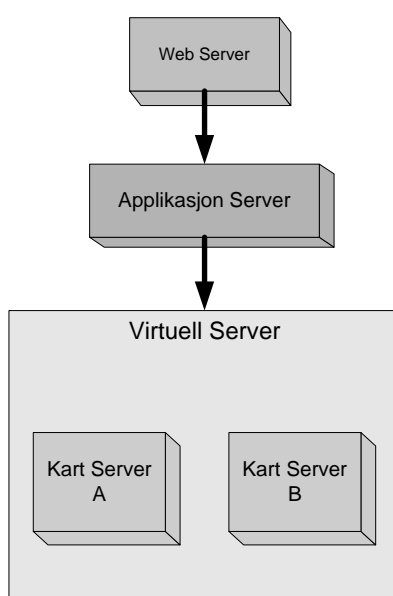 Web Server
Applikasjon Server
Virtuell Server
Kart Server
A
Kart Server
B